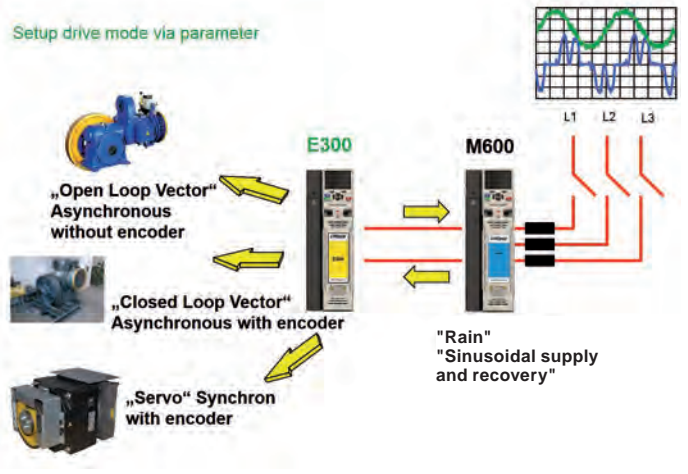 Setup drive mode via parameter
L1 L2 L3
E300
M600
„Open Loop Vector“
Asynchronous
without encoder
„Closed Loop Vector“
Asynchronous with encoder
"Rain"
"Sinusoidal supply
and recovery"
„Servo“ Synchron
with encoder